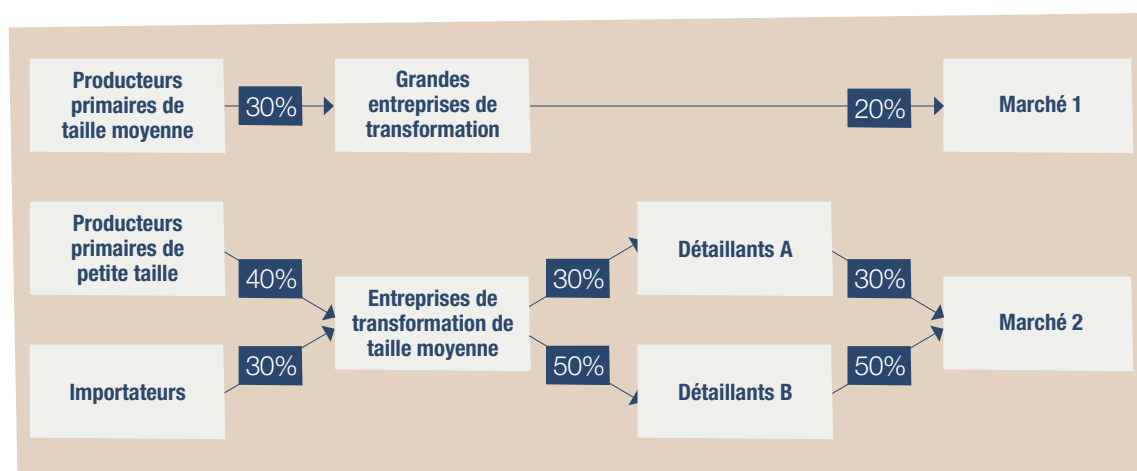 Producteurs
primaires de
taille moyenne
30%
Grandes
entreprises de
transformation
20%
Marché 1
Producteurs
primaires de
petite taille
40%
Importateurs
30%
Entreprises de
transformation de
taille moyenne
30%
50%
Détaillants A
Détaillants B
30%
50%
Marché 2